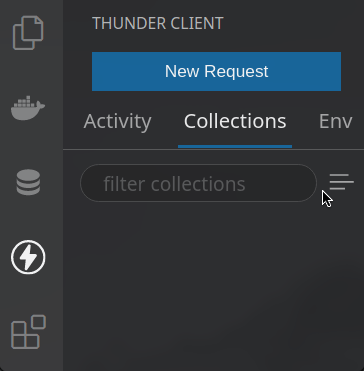 THUNDER CLIENT
New Request
Activity Collections Env
filter collections